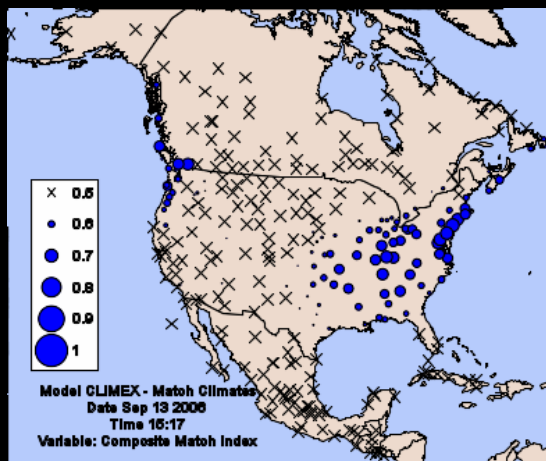 0.5
0.6
0.7
0.8
0.9
1
Model CLIMEX - Match Climates
Date Sep 13 2006
Time 15:17
Variable: Composite Match Index